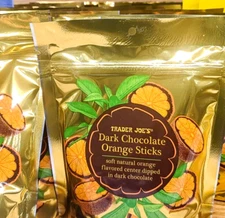 TRADER JOE'S
Dark Chocolate
Orange Sticks
soft natural orange
flavored center dipped
in dark chocolate